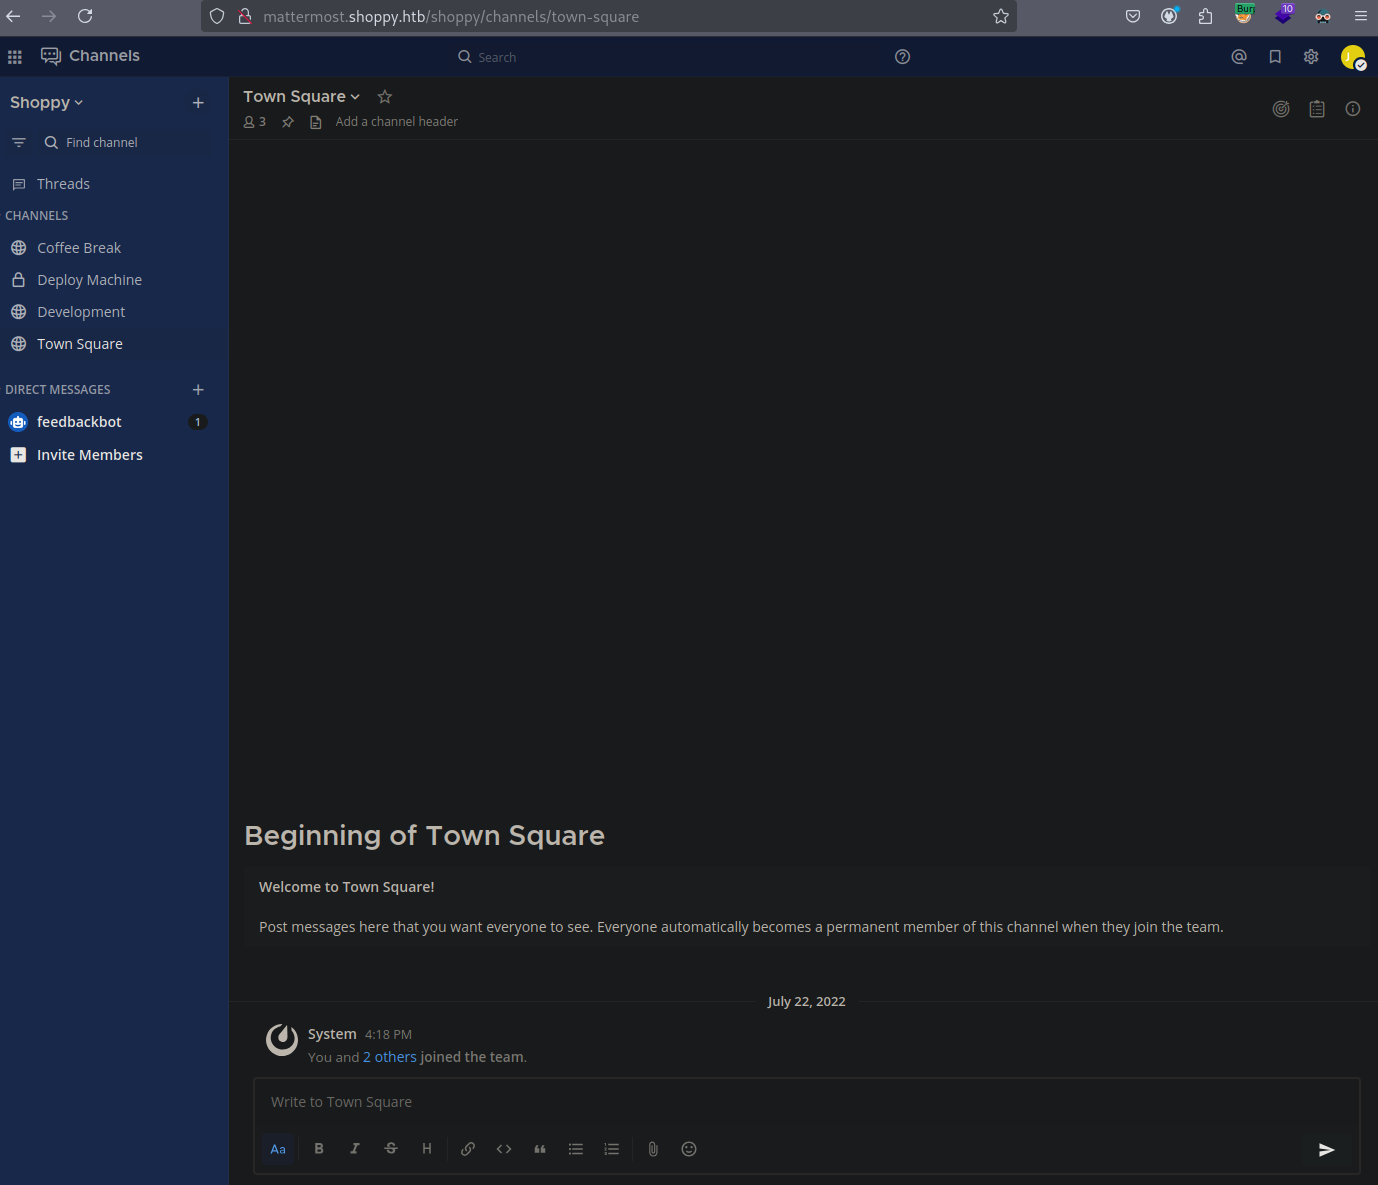 mattermost.shoppy.htb/shoppy/channels/town-square
Burp
10
Channels
Search
J
Shoppy
Find channel
Threads
CHANNELS
Coffee Break
Deploy Machine
Development
Town Square
DIRECT MESSAGES
feedbackbot 1
Invite Members
Town Square
3 Add a channel header
Beginning of Town Square
Welcome to Town Square!
Post messages here that you want everyone to see. Everyone automatically becomes a permanent member of this channel when they join the team.
July 22, 2022
System 4:18 PM
You and 2 others joined the team.
Write to Town Square
Aa B I S H